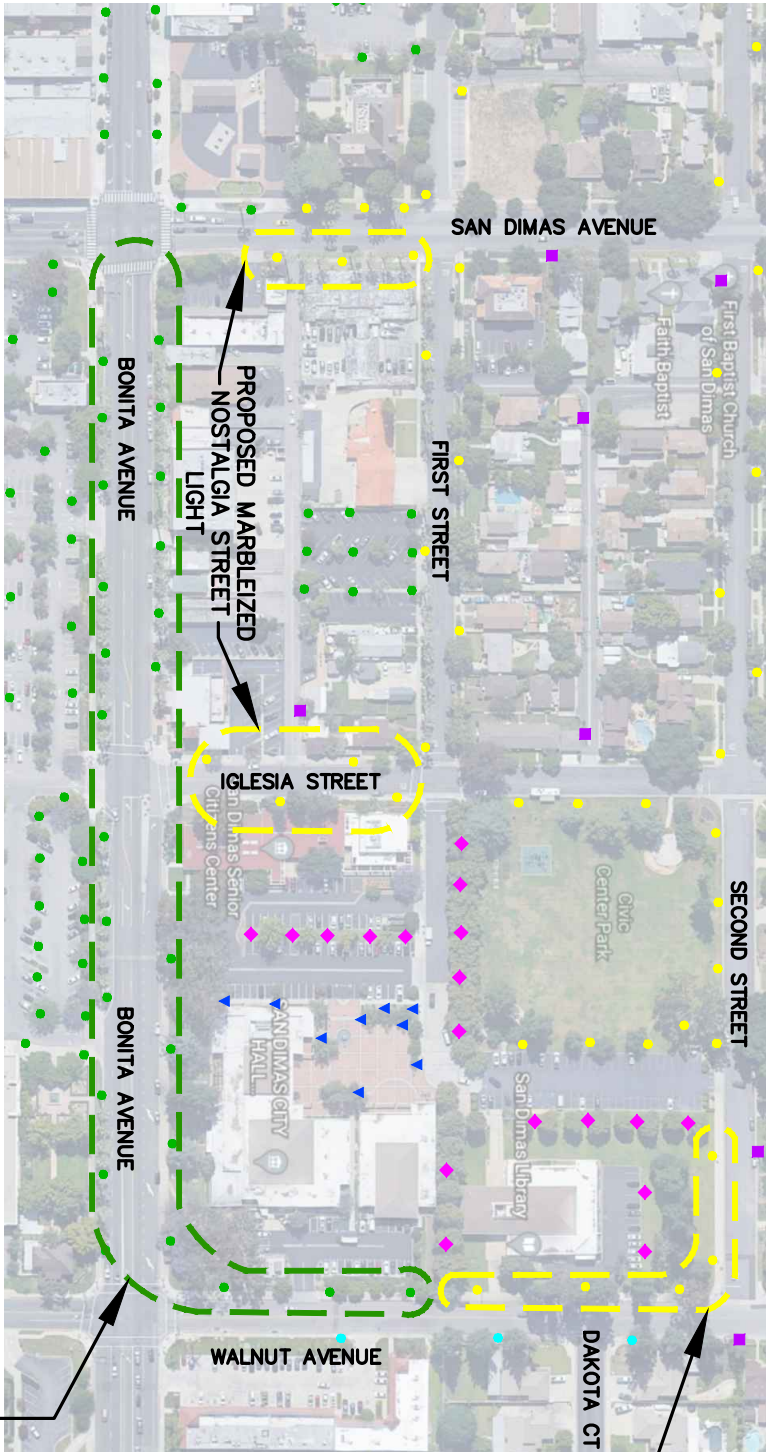 SAN DIMAS AVENUE
First Baptist Church
of San Dimas
Faith Baptist
BONITA AVENUE
PROPOSED MARBLEIZED
NOSTALGIA STREET
LIGHT
FIRST STREET
IGLESIA STREET
San Dimas Senior
Citizens Center
Civic
Center Park
SECOND STREET
BONITA AVENUE
SAN DIMAS CITY
HALL
San Dimas Library
WALNUT AVENUE
DAKOTA CT